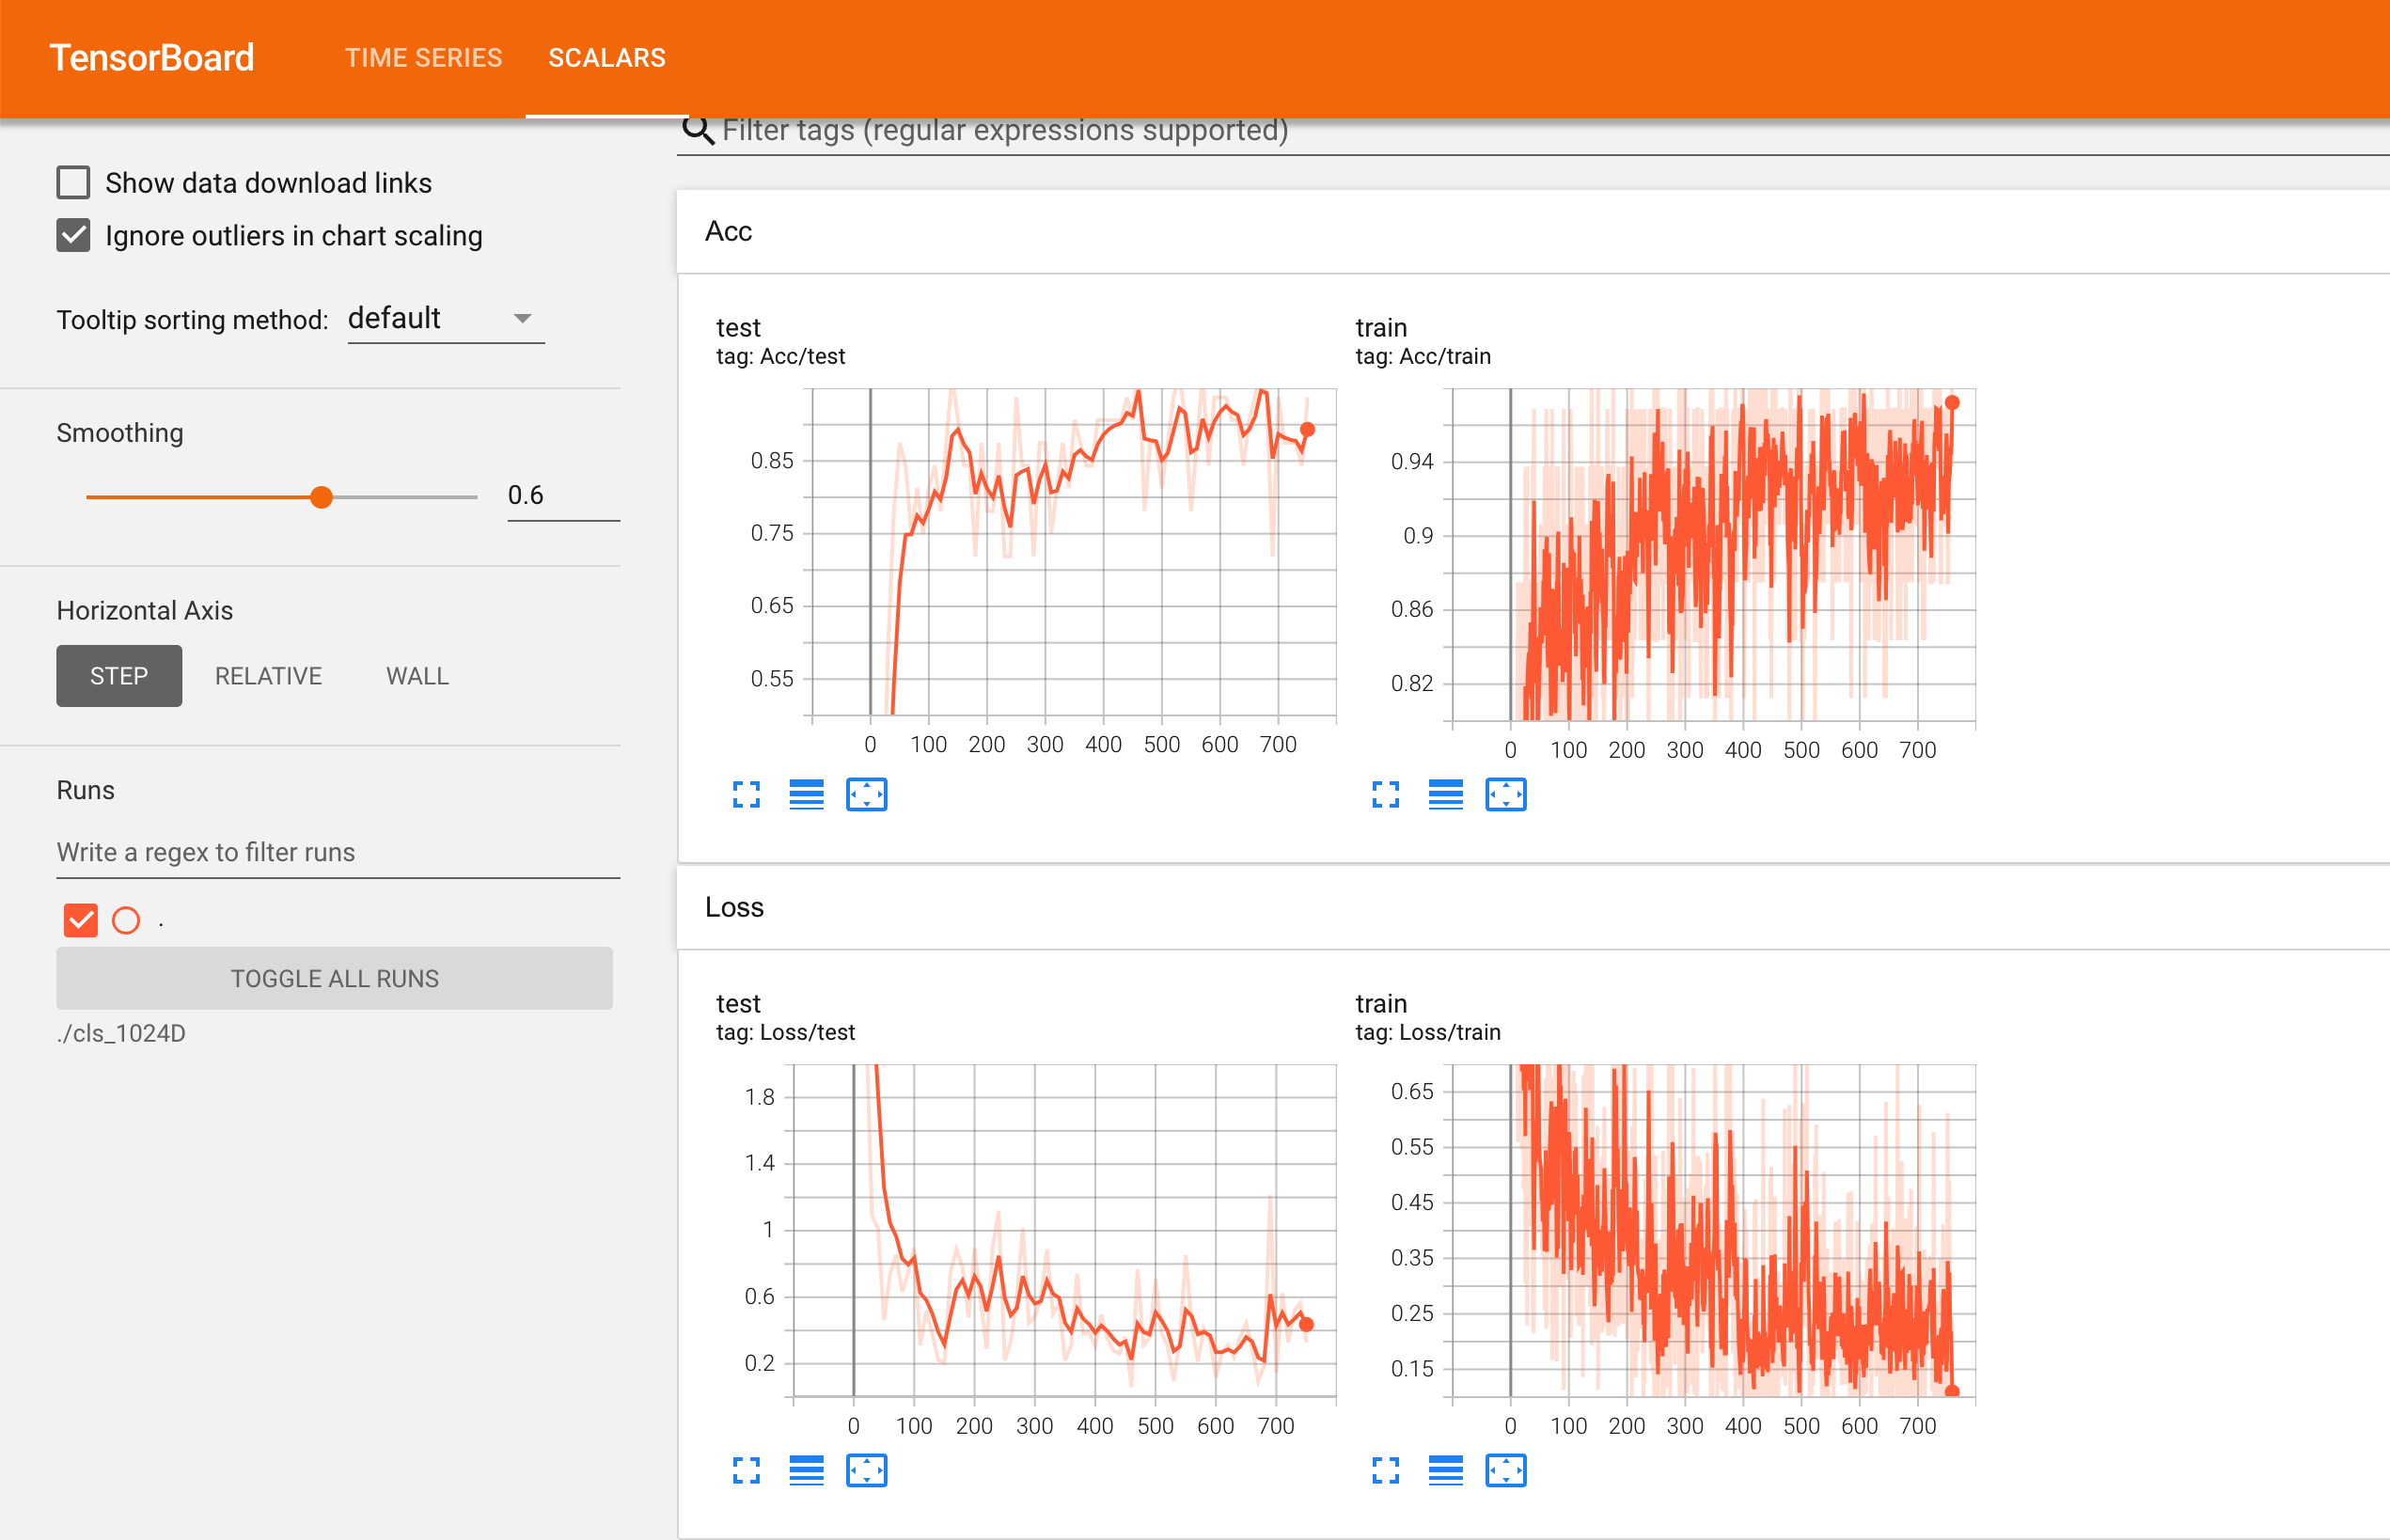 TensorBoard TIME SERIES SCALARS
Filter tags (regular expressions supported)
Show data download links
Ignore outliers in chart scaling
Tooltip sorting method: default
Smoothing
0.6
Horizontal Axis
STEP RELATIVE WALL
Runs
Write a regex to filter runs
.
TOGGLE ALL RUNS
./cls_1024D
Acc
test
tag: Acc/test
0.85
0.75
0.65
0.55
0 100 200 300 400 500 600 700
train
tag: Acc/train
0.94
0.9
0.86
0.82
0 100 200 300 400 500 600 700
Loss
test
tag: Loss/test
1.8
1.4
1
0.6
0.2
0 100 200 300 400 500 600 700
train
tag: Loss/train
0.65
0.55
0.45
0.35
0.25
0.15
0 100 200 300 400 500 600 700